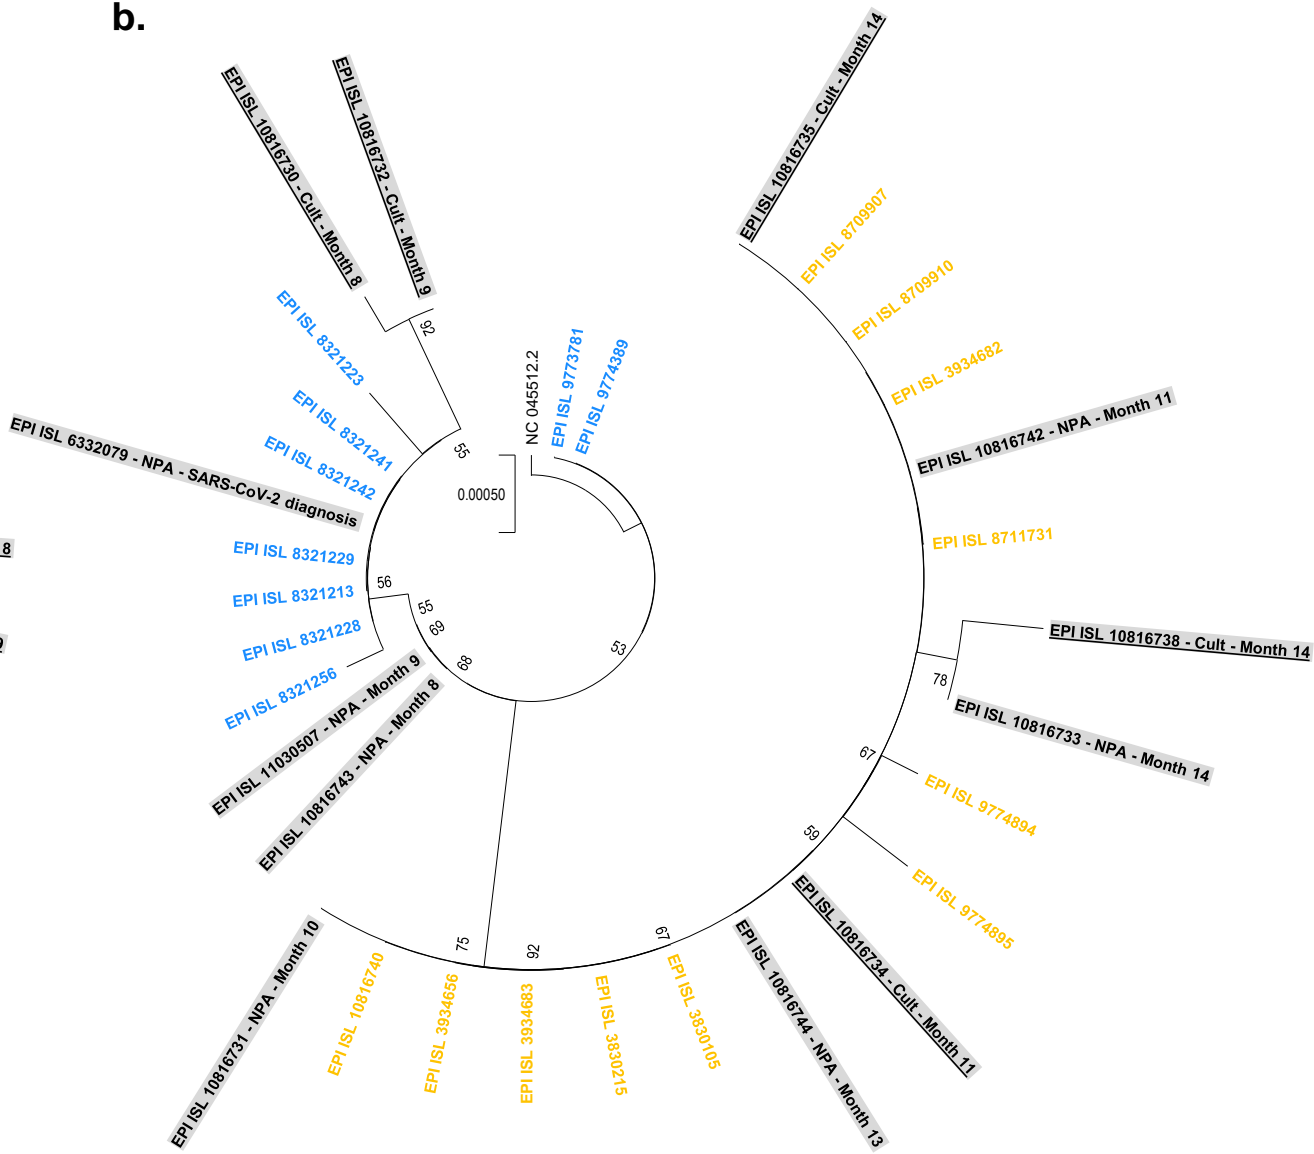 b.
EPI ISL 10816735 - Cult - Month 14
EPI ISL 8709907
EPI ISL 8709910
EPI ISL 3934682
EPI ISL 10816742 - NPA - Month 11
EPI ISL 8711731
EPI ISL 10816738 - Cult - Month 14
78
EPI ISL 10816733 - NPA - Month 14
67
EPI ISL 9774894
59
EPI ISL 9774895
EPI ISL 10816734 - Cult - Month 11
EPI ISL 10816744 - NPA - Month 13
67
EPI ISL 3830105
EPI ISL 3830215
92
EPI ISL 3934683
75
EPI ISL 3934656
EPI ISL 10816740
EPI ISL 10816731 - NPA - Month 10
EPI ISL 10816743 - NPA - Month 8
EPI ISL 11030507 - NPA - Month 9
68
69
55
56
53
EPI ISL 8321256
EPI ISL 8321228
EPI ISL 8321213
EPI ISL 8321229
EPI ISL 6332079 - NPA - SARS-CoV-2 diagnosis
EPI ISL 8321242
EPI ISL 8321241
EPI ISL 8321223
55
EPI ISL 10816730 - Cult - Month 8
EPI ISL 10816732 - Cult - Month 9
92
NC 045512.2
EPI ISL 9773781
EPI ISL 9774389
0.00050
8
9